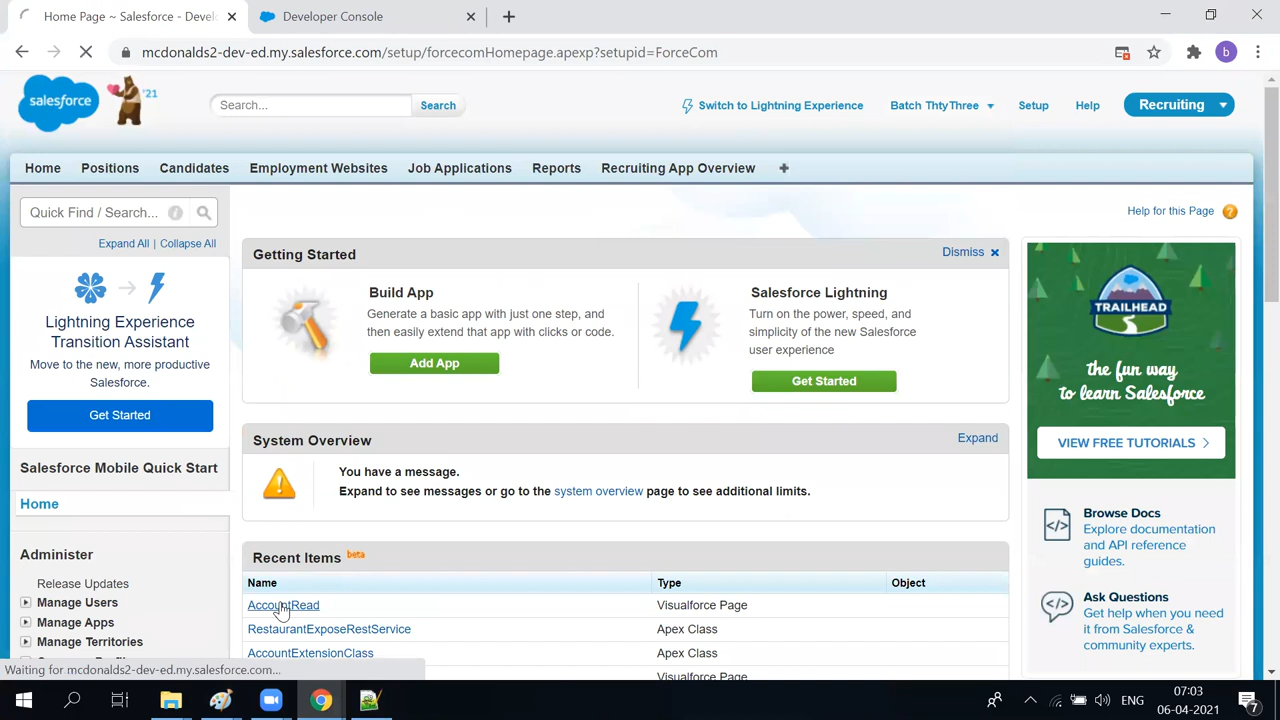 Home Page ~ Salesforce - Develo
Developer Console
mcdonalds2-dev-ed.my.salesforce.com/setup/forcecomHomepage.apexp?setupid=ForceCom
b
salesforce
'21
Search...
Search
Switch to Lightning Experience
Batch ThtyThree
Setup
Help
Recruiting
Home
Positions
Candidates
Employment Websites
Job Applications
Reports
Recruiting App Overview
Quick Find / Search...
Expand All | Collapse All
Lightning Experience
Transition Assistant
Move to the new, more productive
Salesforce.
Get Started
Salesforce Mobile Quick Start
Home
Administer
Release Updates
Manage Users
Manage Apps
Manage Territories
Help for this Page
Getting Started
Dismiss
Build App
Generate a basic app with just one step, and
then easily extend that app with clicks or code.
Add App
Salesforce Lightning
Turn on the power, speed, and
simplicity of the new Salesforce
user experience
Get Started
System Overview
Expand
You have a message.
Expand to see messages or go to the system overview page to see additional limits.
Recent Items beta
Name Type Object
AccountRead Visualforce Page
RestaurantExposeRestService Apex Class
AccountExtensionClass Apex Class
Visualforce Page
TRAILHEAD
the fun way
to learn Salesforce
VIEW FREE TUTORIALS
Browse Docs
Explore documentation
and API reference
guides.
Ask Questions
Get help when you need
it from Salesforce &
community experts.
Waiting for mcdonalds2-dev-ed.my.salesforce.com...
ENG
07:03
06-04-2021
7